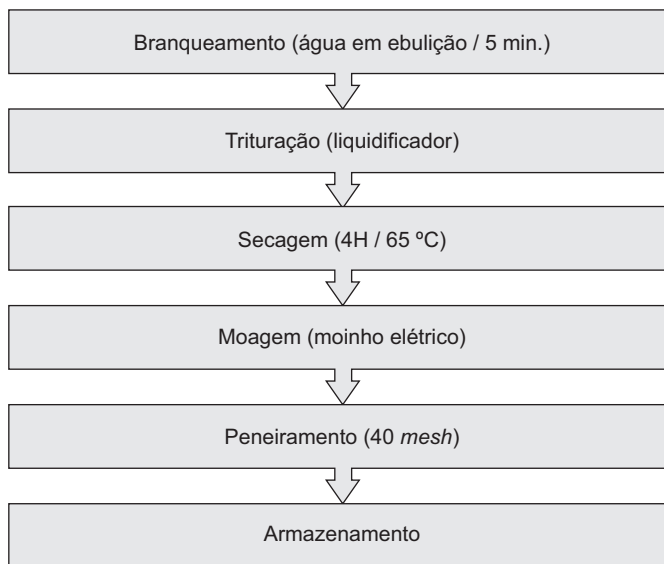 Branqueamento (água em ebulição / 5 min.)
Trituração (liquidificador)
Secagem (4H / 65 ºC)
Moagem (moinho elétrico)
Peneiramento (40 mesh)
Armazenamento